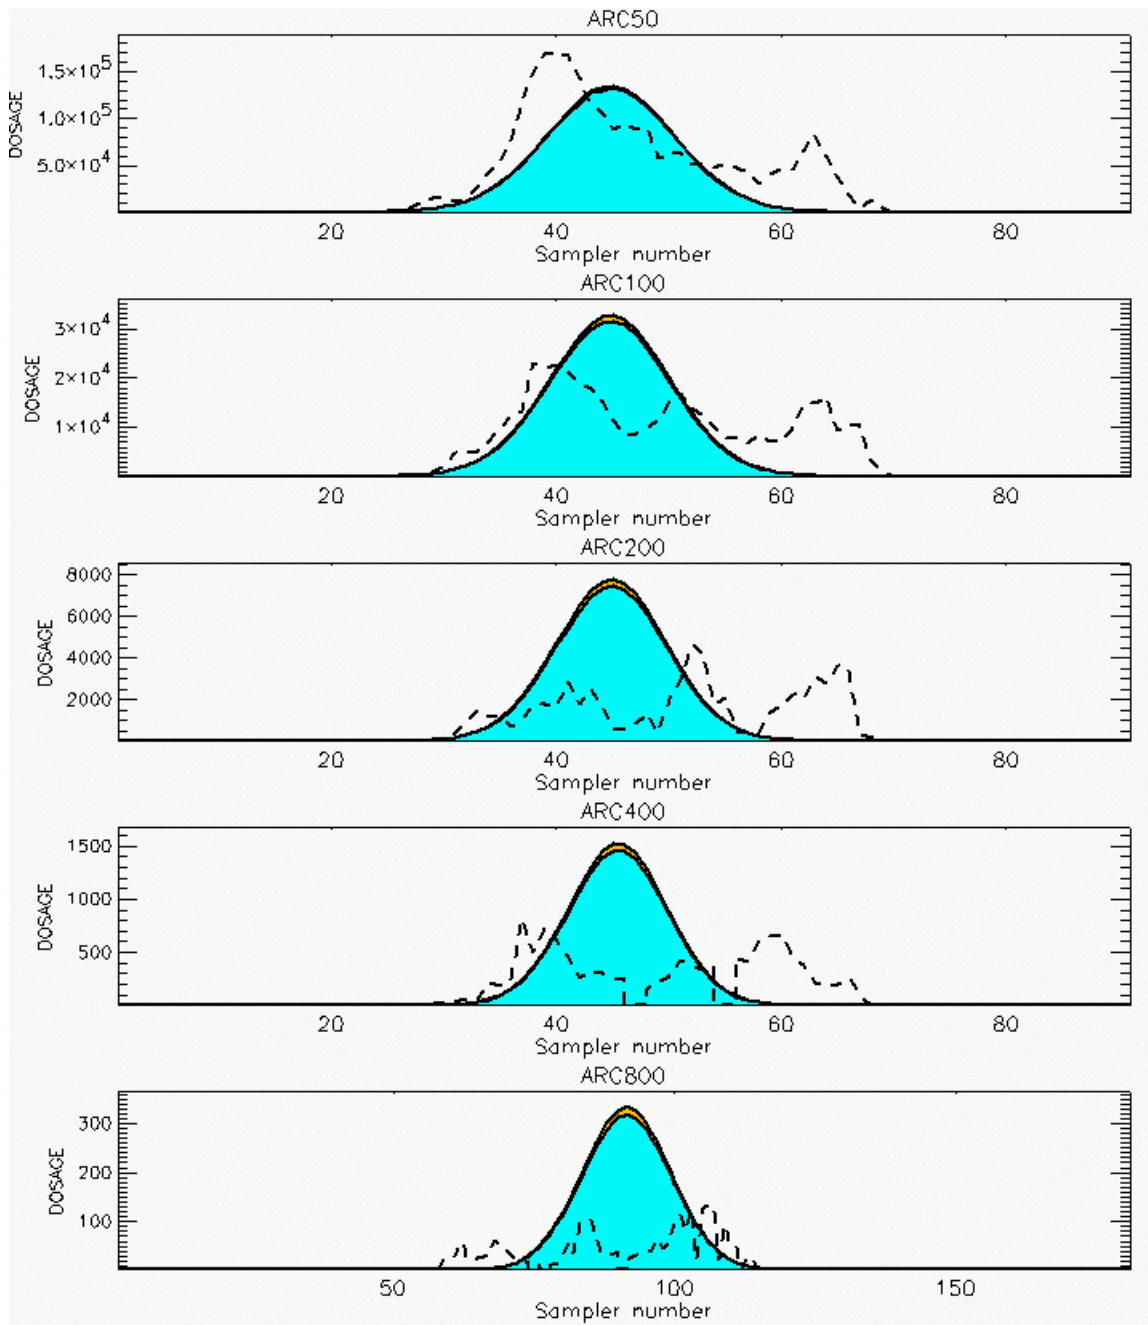 ARC50
DOSAGE
1.5×10^5
1.0×10^5
5.0×10^4
20 40 60 80
Sampler number
ARC100
DOSAGE
3×10^4
2×10^4
1×10^4
20 40 60 80
Sampler number
ARC200
DOSAGE
8000
6000
4000
2000
20 40 60 80
Sampler number
ARC400
DOSAGE
1500
1000
500
20 40 60 80
Sampler number
ARC800
DOSAGE
300
200
100
50 100 150
Sampler number